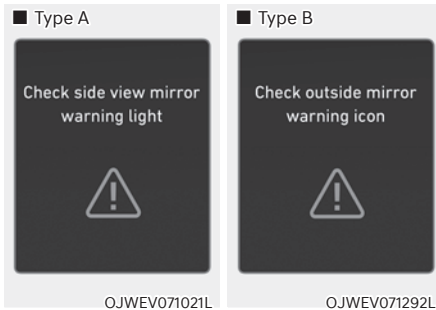 ■ Type A
Check side view mirror
warning light
OJWEV071021L
■ Type B
Check outside mirror
warning icon
OJWEV071292L